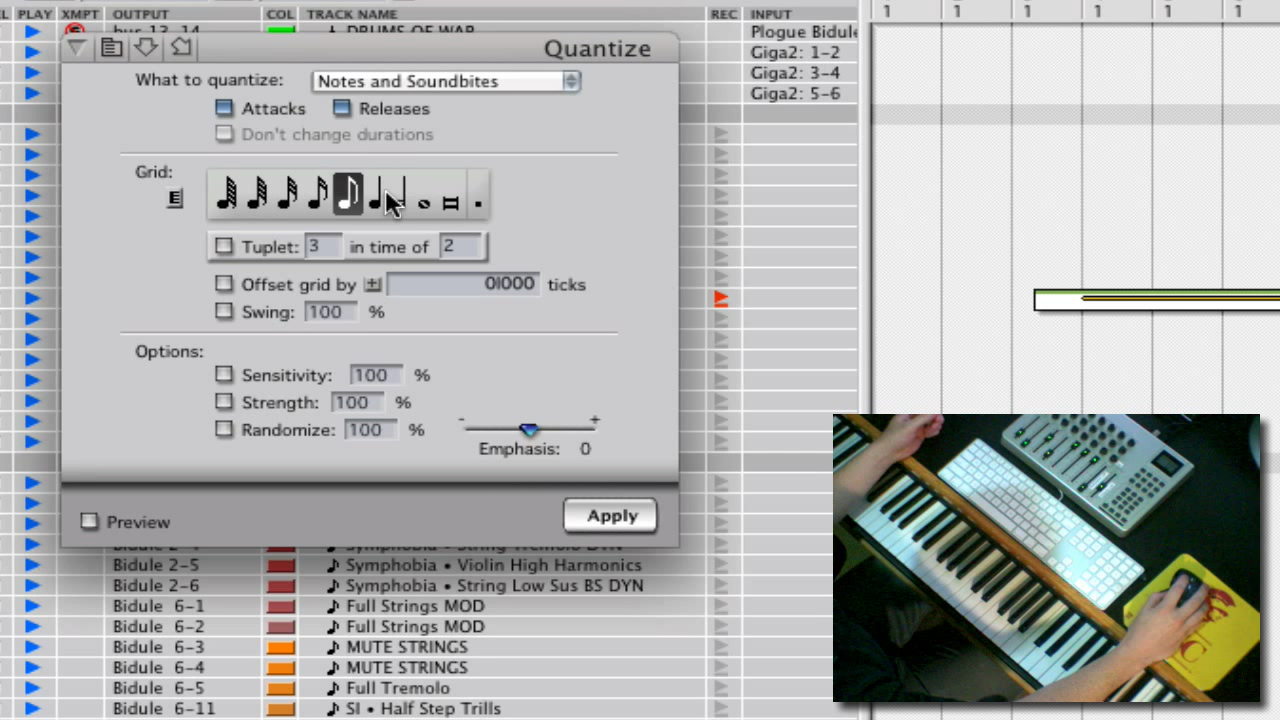 PLAY XMPT OUTPUT COL TRACK NAME REC INPUT
1 1 1 1 1 1
DRUMS OF WAR Plogue Bidule
Quantize
Giga2: 1-2
What to quantize: Notes and Soundbites
Giga2: 3-4
Giga2: 5-6
Attacks Releases
Don't change durations
Grid:
Tuplet: 3 in time of 2
Offset grid by ± 0|000 ticks
Swing: 100 %
Options:
Sensitivity: 100 %
Strength: 100 %
- +
Randomize: 100 %
Emphasis: 0
Preview Apply
Bidule 2-5 Symphobia • Violin High Harmonics
Bidule 2-6 Symphobia • String Low Sus BS DYN
Bidule 6-1 Full Strings MOD
Bidule 6-2 Full Strings MOD
Bidule 6-3 MUTE STRINGS
Bidule 6-4 MUTE STRINGS
Bidule 6-5 Full Tremolo
Bidule 6-11 SI • Half Step Trills